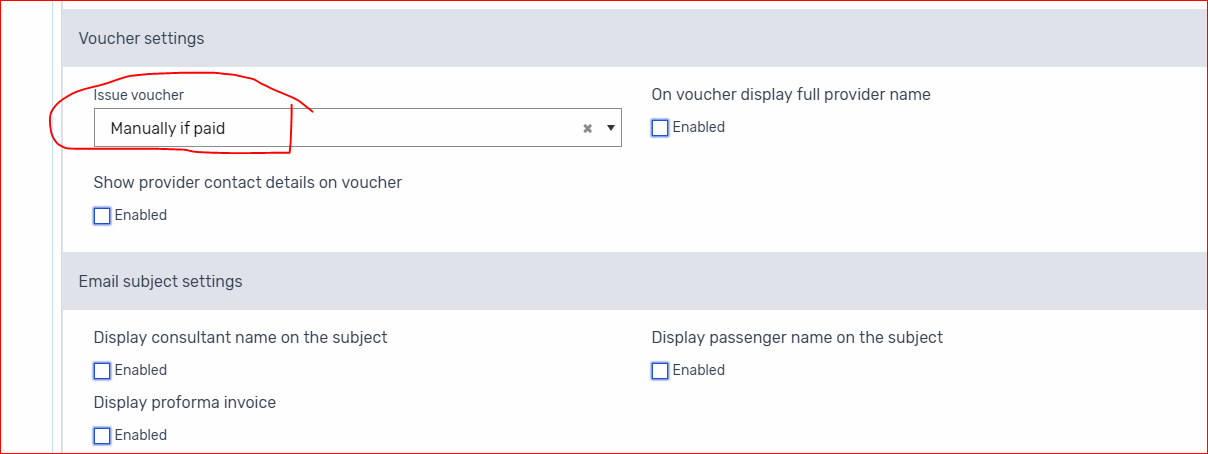 Voucher settings
Issue voucher
Manually if paid
On voucher display full provider name
Enabled
Show provider contact details on voucher
Enabled
Email subject settings
Display consultant name on the subject
Enabled
Display passenger name on the subject
Enabled
Display proforma invoice
Enabled